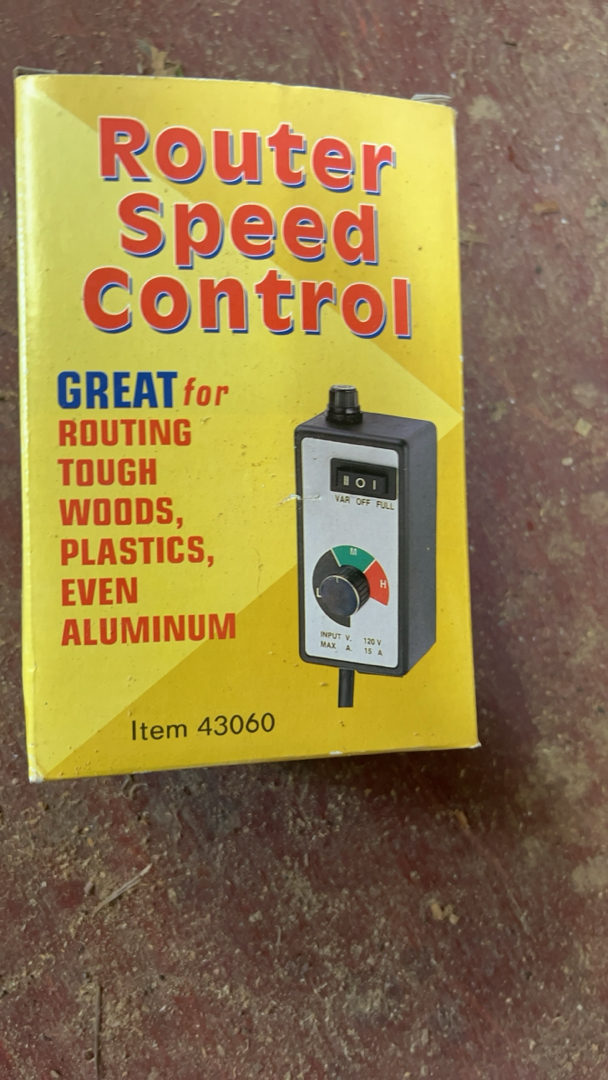 Router
Speed
Control
GREAT for
ROUTING
TOUGH
WOODS,
PLASTICS,
EVEN
ALUMINUM
Item 43060
II O I
VAR OFF FULL
M
L
H
INPUT V. 120 V
MAX A. 15 A